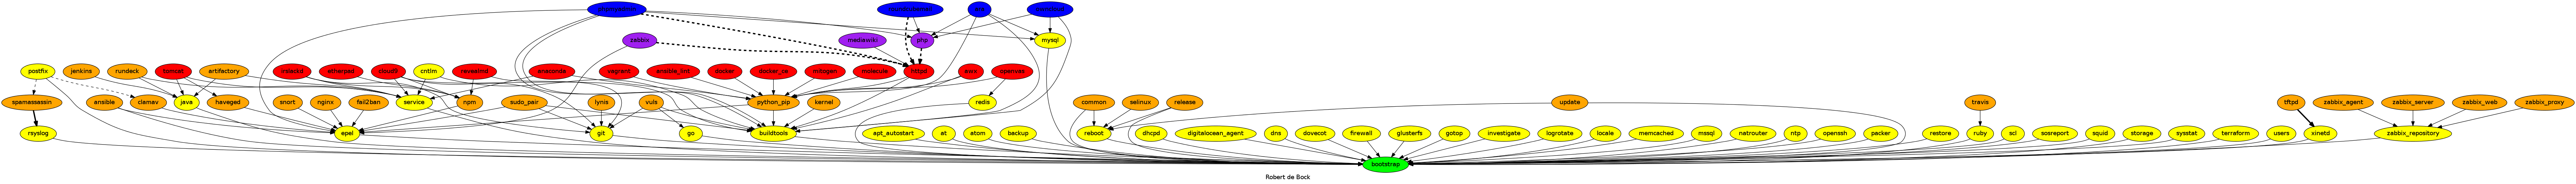 phpmyadmin
roundcubemail
ara
zabbix
mediawiki
php
mysql
postfix
jenkins
rundeck
tomcat
artifactory
etherpad
cloud9
cntlm
revealmd
anaconda
vagrant
ansible_lint
docker
docker_ce
mitogen
molecule
httpd
openvas
spamassassin
ansible
clamav
java
haveged
snort
nginx
fail2ban
service
npm
sudo_pair
lynis
vuls
python_pip
kernel
redis
common
selinux
release
update
travis
tftpd
zabbix_agent
zabbix_server
zabbix_web
zabbix_proxy
rsyslog
epel
git
go
buildtools
apt_autostart
at
atom
backup
reboot
dhcpd
digitalocean_agent
dns
dovecot
firewall
glusterfs
gotop
investigate
logrotate
locale
memcached
mssql
natrouter
ntp
openssh
packer
restore
ruby
scl
sosreport
squid
storage
sysstat
terraform
users
xinetd
zabbix_repository
bootstrap
Robert de Bock